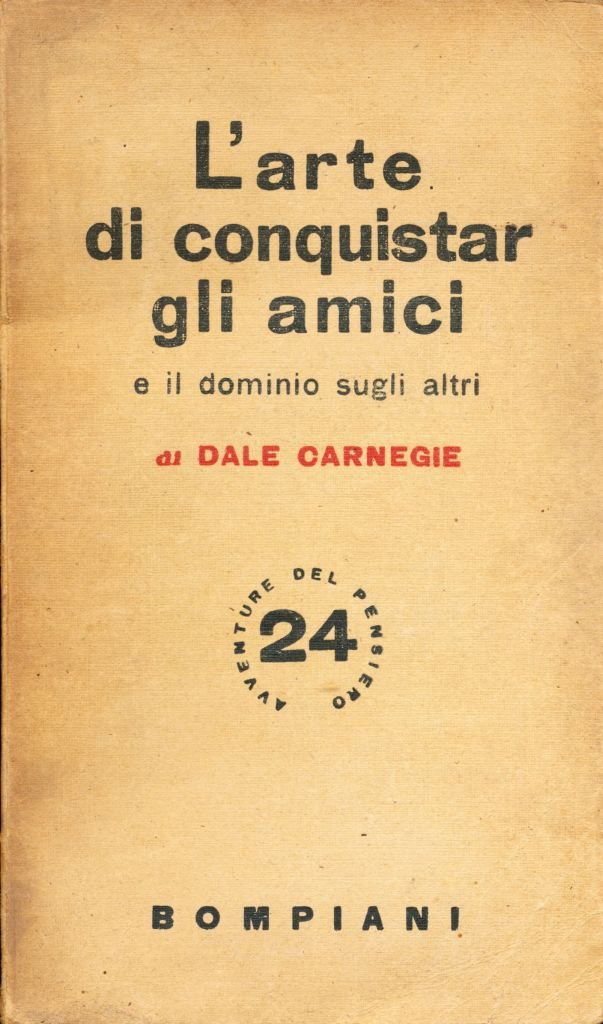 L'arte
di conquistar
gli amici
e il dominio sugli altri
di DALE CARNEGIE
AVVENTURE DEL PENSIERO
24
BOMPIANI